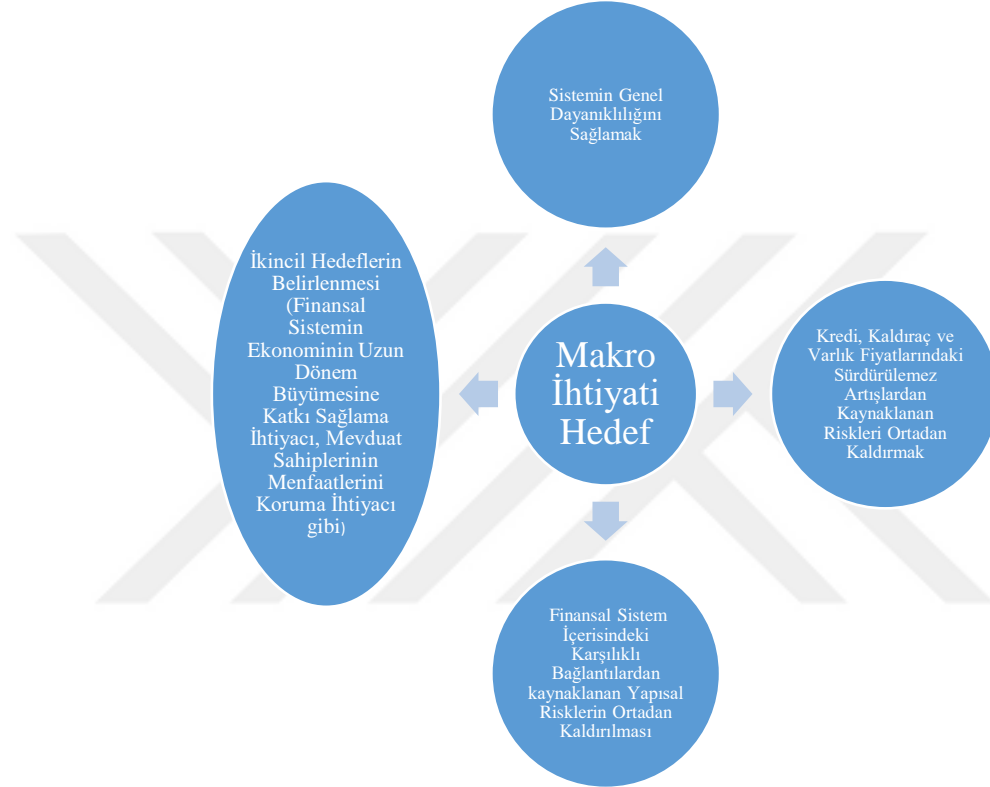 Sistemin Genel
Dayanıklılığını
Sağlamak
İkincil Hedeflerin
Belirlenmesi
(Finansal
Sistemin
Ekonominin Uzun
Dönem
Büyümesine
Katkı Sağlama
İhtiyacı, Mevduat
Sahiplerinin
Menfaatlerini
Koruma İhtiyacı
gibi)
Makro
İhtiyati
Hedef
Kredi, Kaldıraç ve
Varlık Fiyatlarındaki
Sürdürülemez
Artışlardan
Kaynaklanan
Riskleri Ortadan
Kaldırmak
Finansal Sistem
İçerisindeki
Karşılıklı
Bağlantılardan
kaynaklanan Yapısal
Risklerin Ortadan
Kaldırılması